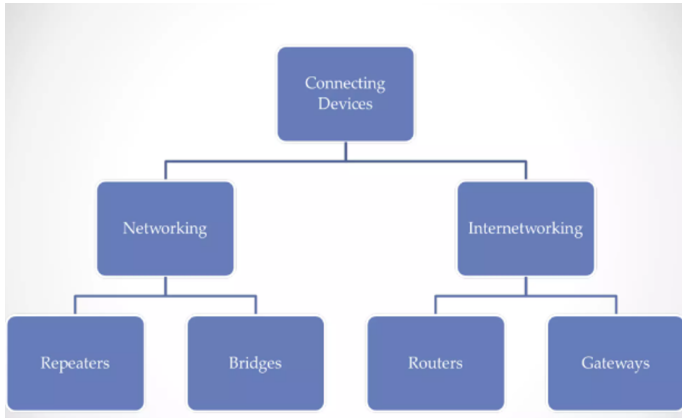 Connecting
Devices
Networking
Internetworking
Repeaters
Bridges
Routers
Gateways